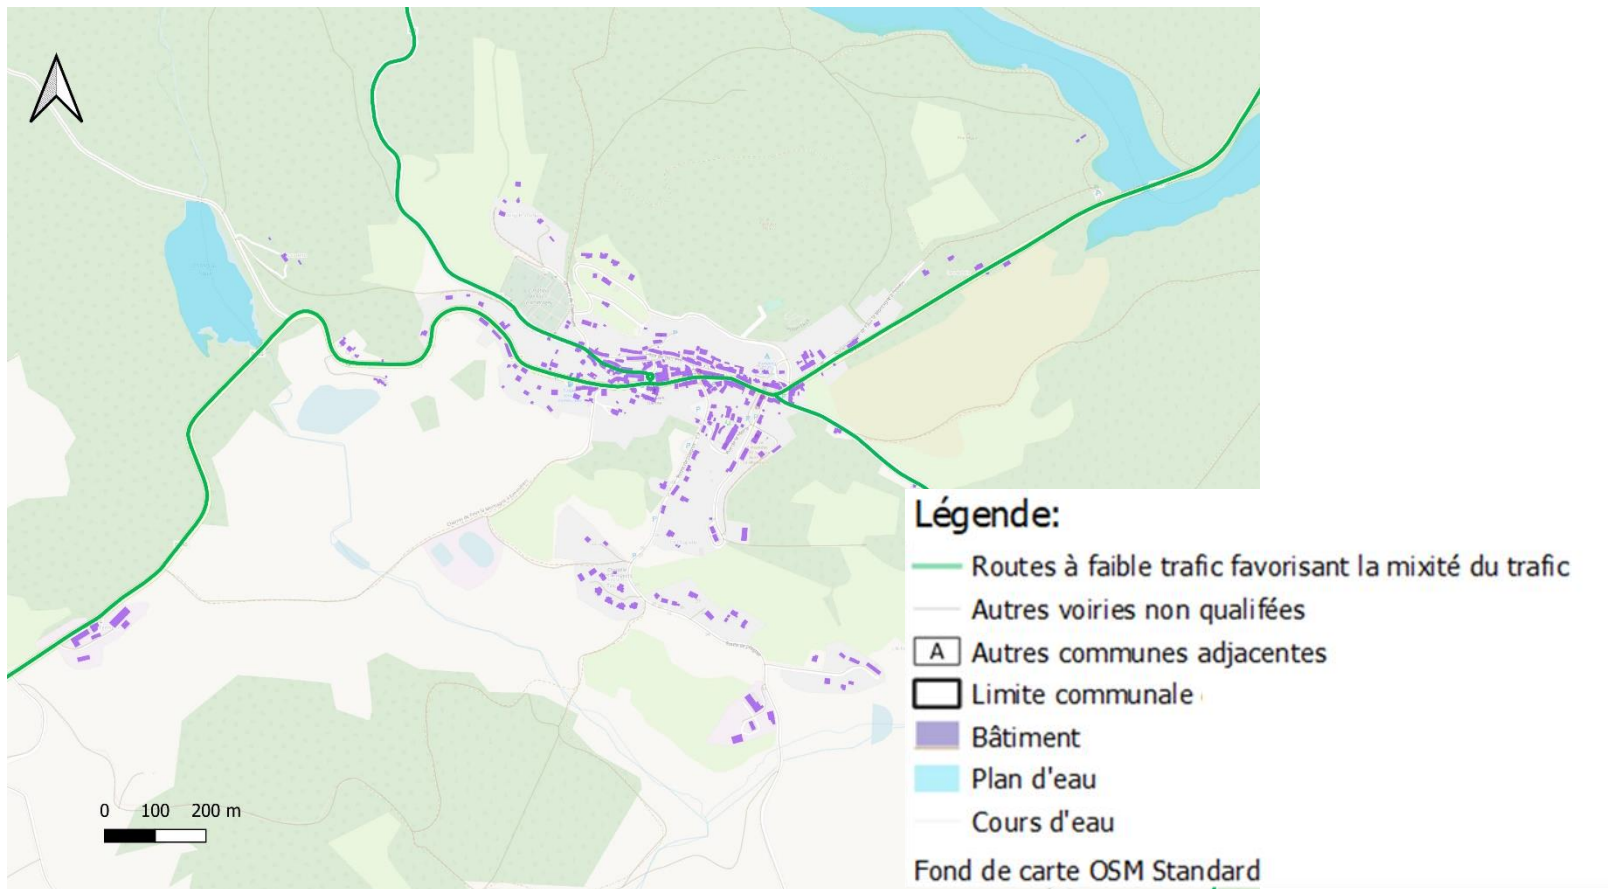 0 100 200 m
Légende:
Routes à faible trafic favorisant la mixité du trafic
Autres voiries non qualifées
A Autres communes adjacentes
Limite communale
Bâtiment
Plan d'eau
Cours d'eau
Fond de carte OSM Standard